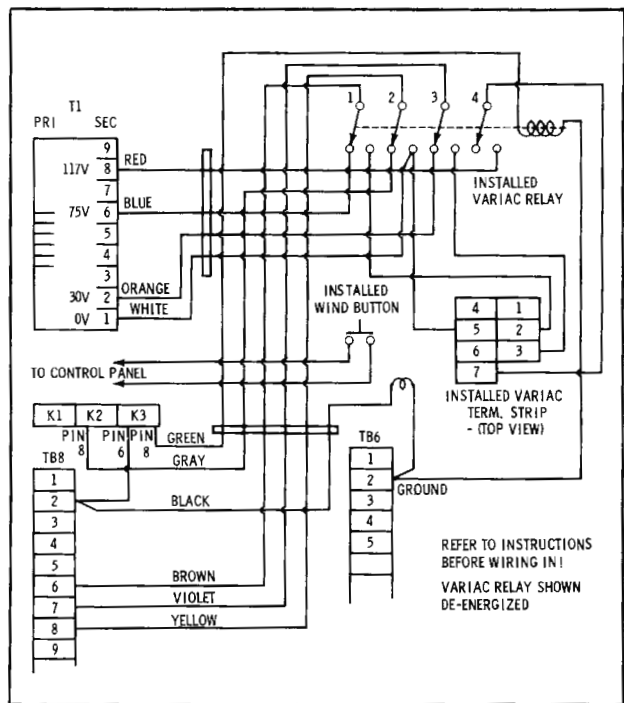 T1
PRI SEC
1 2 3 4
9
117V 8 RED
7
75V 6 BLUE
5
4
3
30V 2 ORANGE
0V 1 WHITE
INSTALLED
VARIAC RELAY
INSTALLED
WIND BUTTON
4 1
5 2
6 3
7
INSTALLED VARIAC
TERM. STRIP
- (TOP VIEW)
TO CONTROL PANEL
K1 K2 K3
PIN 8 PIN 6 PIN 8
GREEN
GRAY
BLACK
TB8
1
2
3
4
5
6 BROWN
7 VIOLET
8 YELLOW
9
TB6
1
2 GROUND
3
4
5
REFER TO INSTRUCTIONS
BEFORE WIRING IN!
VARIAC RELAY SHOWN
DE-ENERGIZED